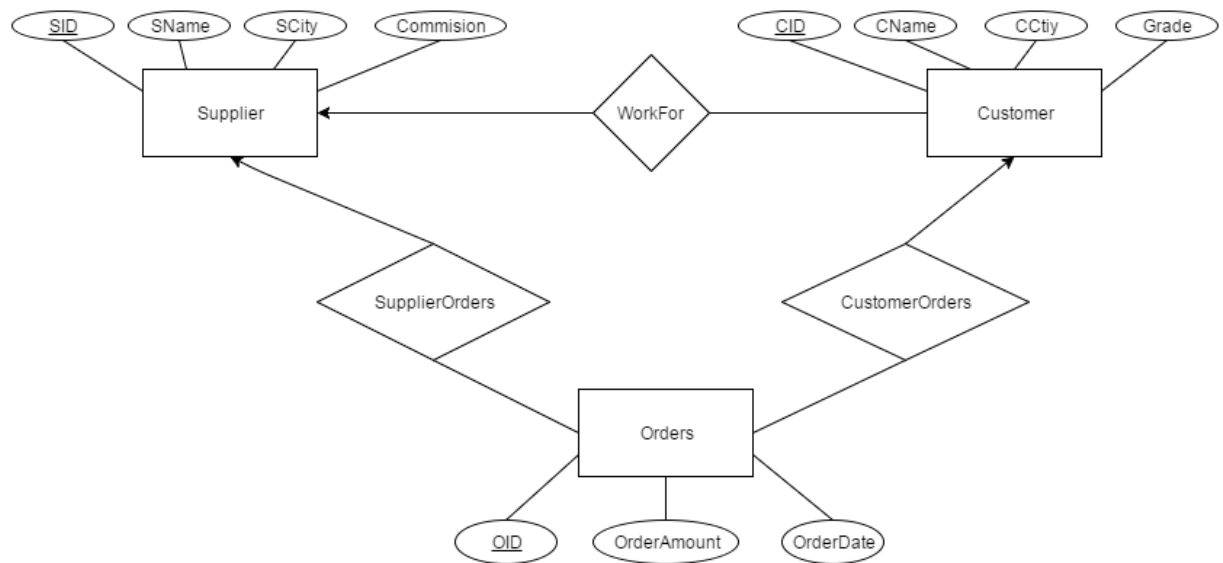 SID
SName
SCity
Commision
CID
CName
CCtiy
Grade
Supplier
WorkFor
Customer
SupplierOrders
CustomerOrders
Orders
OID
OrderAmount
OrderDate